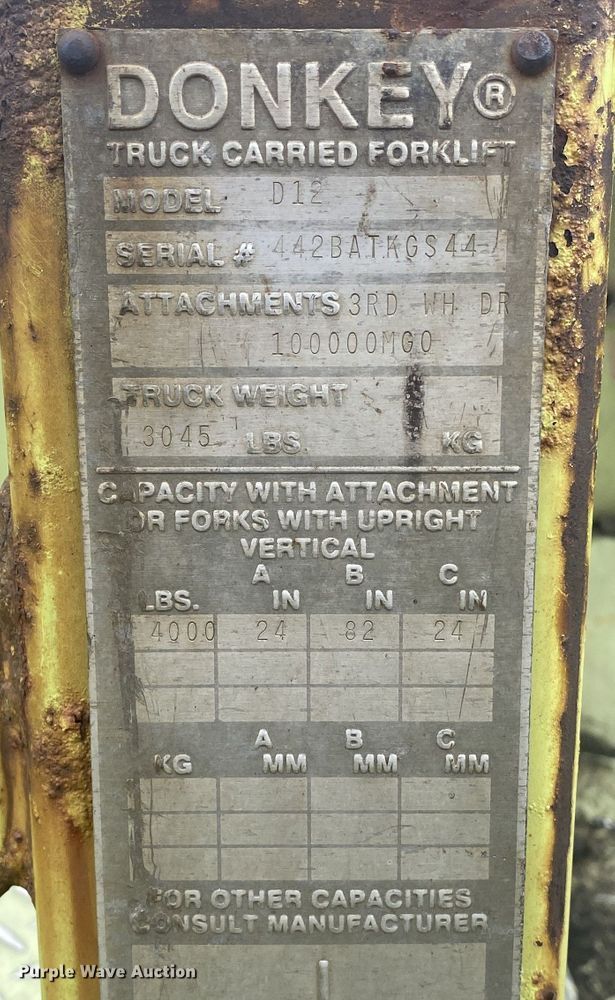 DONKEY®
TRUCK CARRIED FORKLIFT
MODEL D12
SERIAL # 442BATKGS44
ATTACHMENTS 3RD WH DR
100000MG0
TRUCK WEIGHT
3045 LBS. KG
CAPACITY WITH ATTACHMENT
OR FORKS WITH UPRIGHT
VERTICAL
A B C
LBS. IN IN IN
4000 24 82 24
A B C
KG MM MM MM
FOR OTHER CAPACITIES
CONSULT MANUFACTURER
Purple Wave Auction